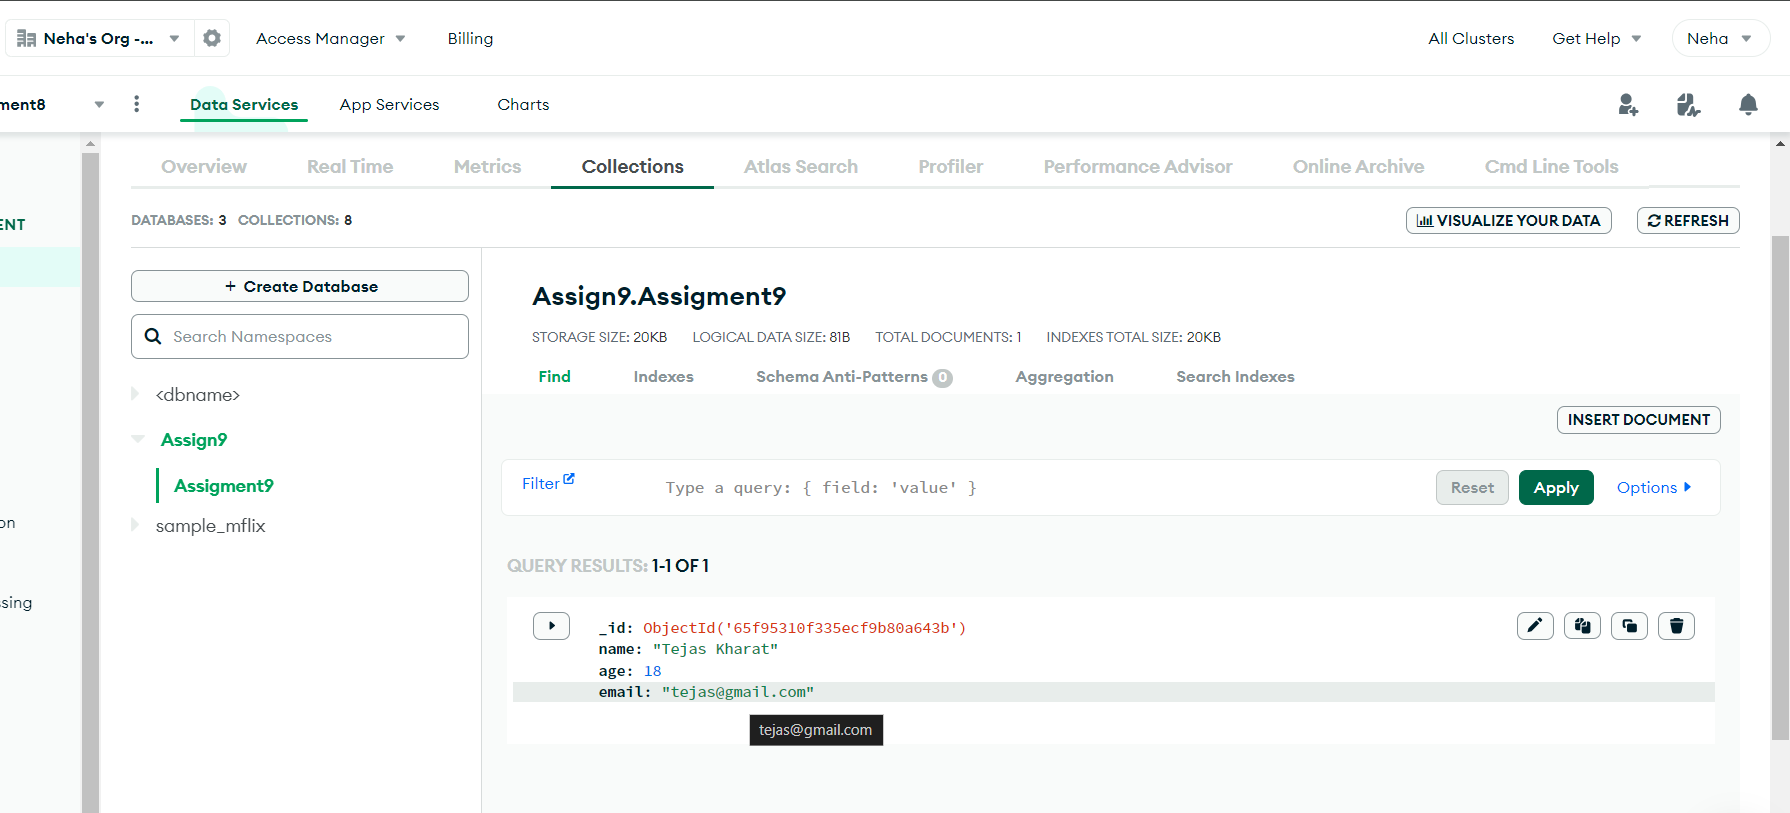 Neha's Org -...
Access Manager
Billing
All Clusters
Get Help
Neha
ment8
Data Services
App Services
Charts
Overview
Real Time
Metrics
Collections
Atlas Search
Profiler
Performance Advisor
Online Archive
Cmd Line Tools
ENT
DATABASES: 3 COLLECTIONS: 8
VISUALIZE YOUR DATA
REFRESH
+ Create Database
Search Namespaces
<dbname>
Assign9
Assigment9
sample_mflix
on
sing
Assign9.Assigment9
STORAGE SIZE: 20KB LOGICAL DATA SIZE: 81B TOTAL DOCUMENTS: 1 INDEXES TOTAL SIZE: 20KB
Find
Indexes
Schema Anti-Patterns 0
Aggregation
Search Indexes
INSERT DOCUMENT
Filter
Type a query: { field: 'value' }
Reset
Apply
Options
QUERY RESULTS: 1-1 OF 1
_id: ObjectId('65f95310f335ecf9b80a643b')
name: "Tejas Kharat"
age: 18
email: "tejas@gmail.com"
tejas@gmail.com